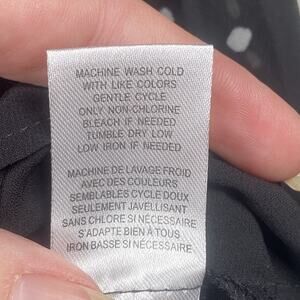 MACHINE WASH COLD
WITH LIKE COLORS
GENTLE CYCLE
ONLY NON-CHLORINE
BLEACH IF NEEDED
TUMBLE DRY LOW
LOW IRON IF NEEDED
MACHINE DE LAVAGE FROID
AVEC DES COULEURS
SEMBLABLES CYCLE DOUX
SEULEMENT JAVELLISANT
SANS CHLORE SI NÉCESSAIRE
S'ADAPTE BIEN À TOUS
IRON BASSE SI NÉCESSAIRE